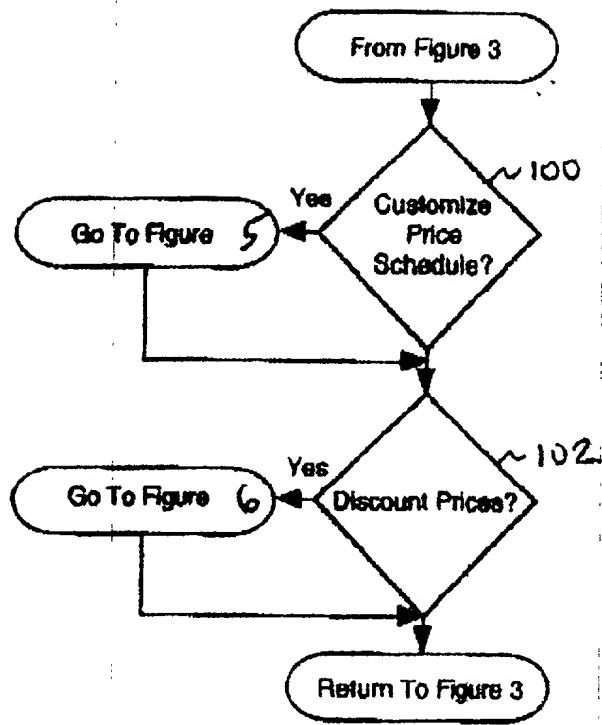 From Figure 3
100
Yes
Customize
Price
Schedule?
Go To Figure 5
102
Yes
Discount Prices?
Go To Figure 6
Return To Figure 3